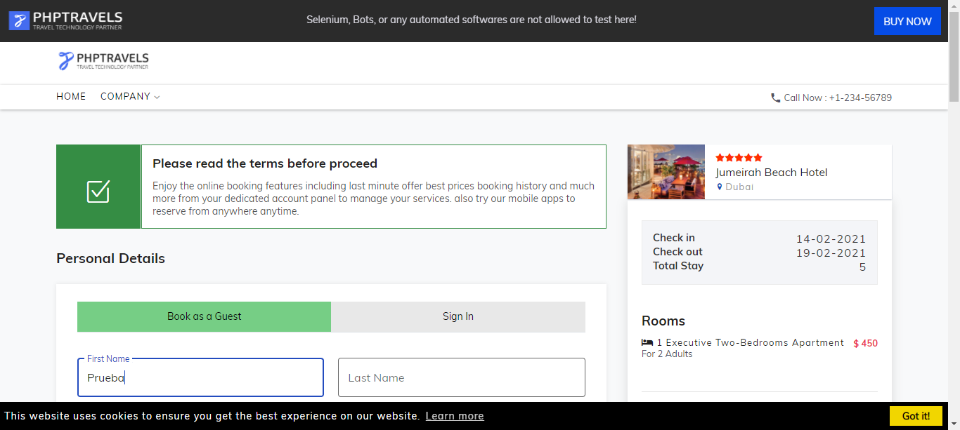 PHPTRAVELS
TRAVEL TECHNOLOGY PARTNER
Selenium, Bots, or any automated softwares are not allowed to test here!
BUY NOW
PHPTRAVELS
TRAVEL TECHNOLOGY PARTNER
HOME COMPANY
Call Now : +1-234-56789
Please read the terms before proceed
Enjoy the online booking features including last minute offer best prices booking history and much
more from your dedicated account panel to manage your services. also try our mobile apps to
reserve from anywhere anytime.
Jumeirah Beach Hotel
Dubai
Check in 14-02-2021
Check out 19-02-2021
Total Stay 5
Personal Details
Book as a Guest Sign In
First Name
Prueba
Last Name
Rooms
1 Executive Two-Bedrooms Apartment $ 450
For 2 Adults
This website uses cookies to ensure you get the best experience on our website. Learn more
Got it!